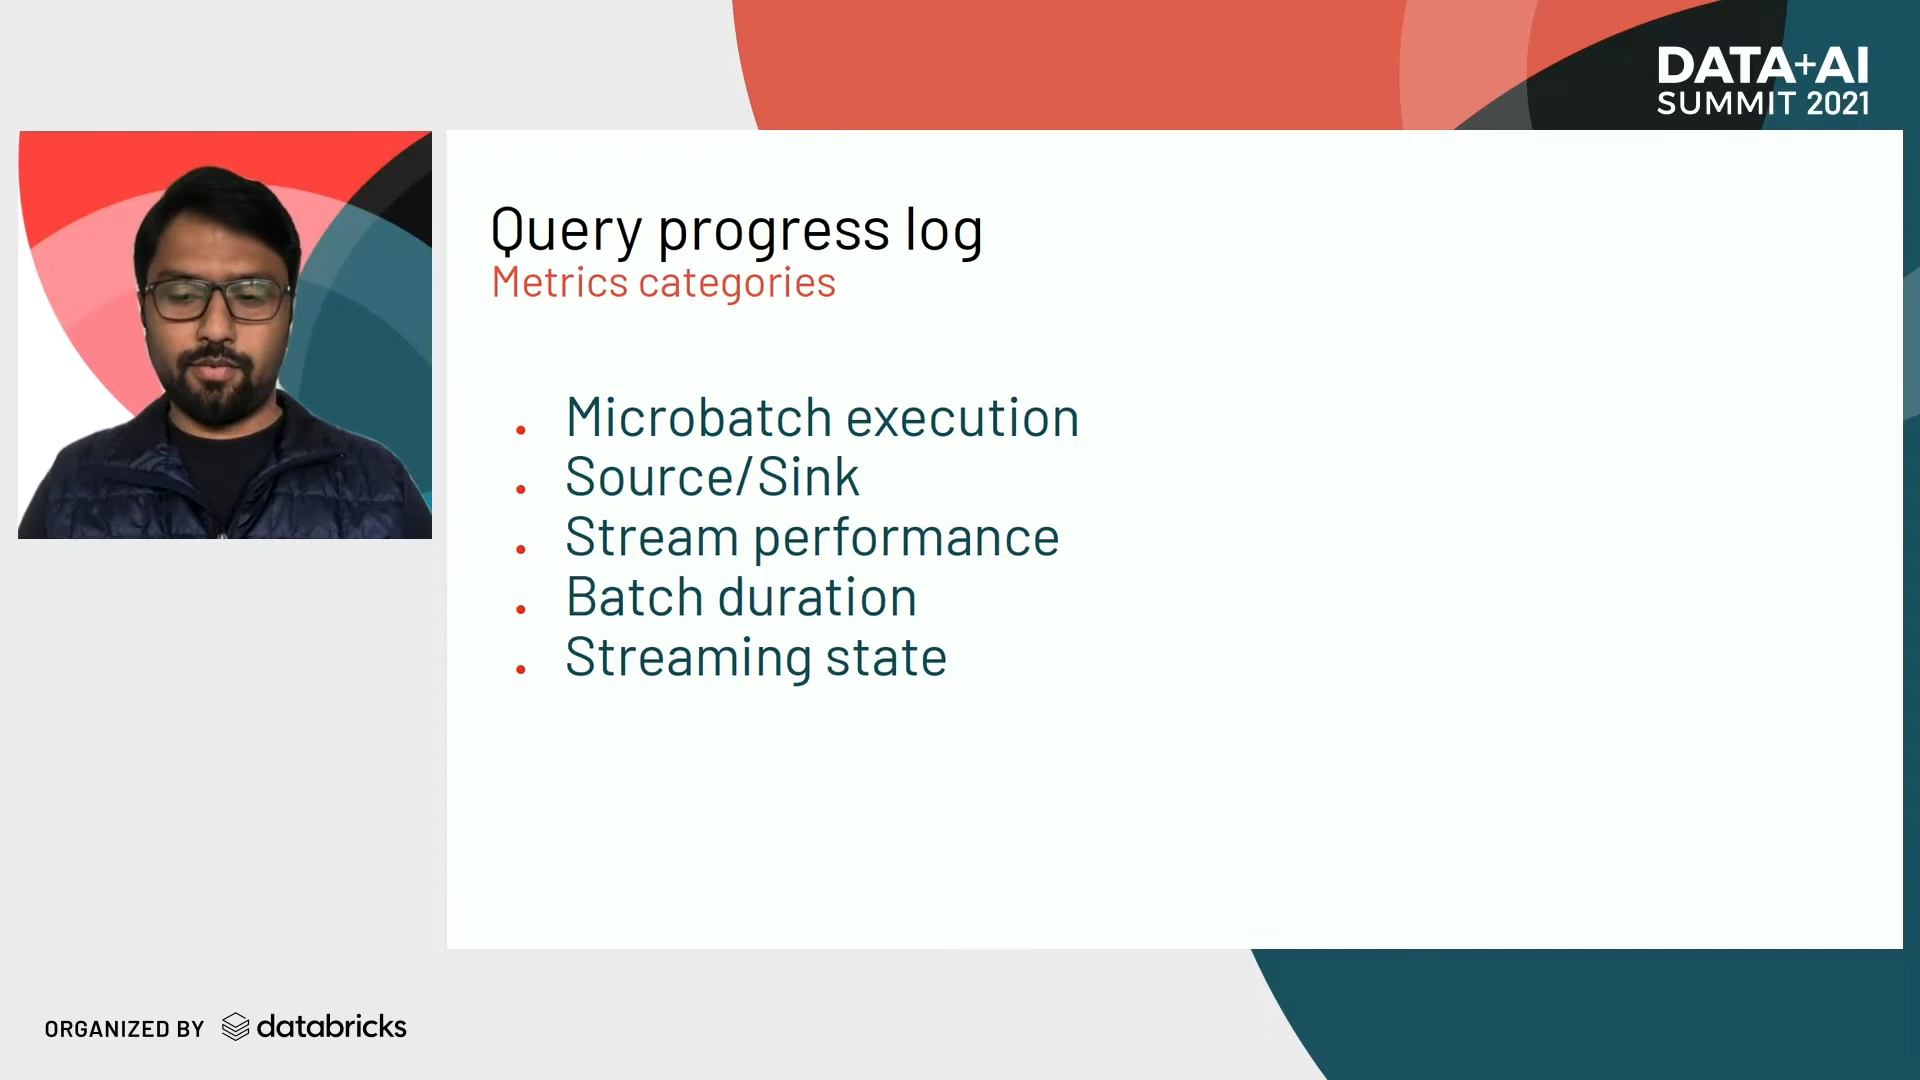 DATA+AI
SUMMIT 2021
Query progress log
Metrics categories
Microbatch execution
Source/Sink
Stream performance
Batch duration
Streaming state
ORGANIZED BY databricks